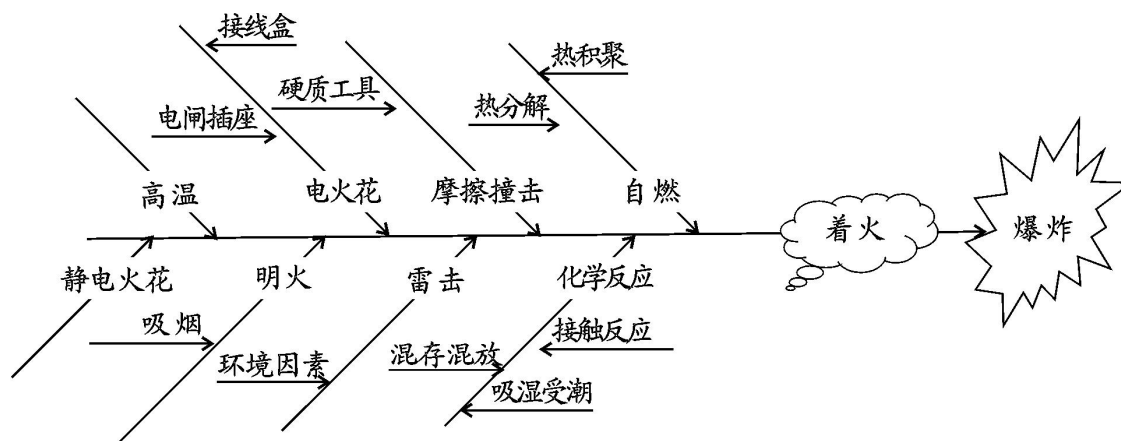 接线盒
硬质工具
热积聚
电闸插座
热分解
高温
电火花
摩擦撞击
自燃
着火
爆炸
静电火花
明火
雷击
化学反应
吸烟
环境因素
混存混放
接触反应
吸湿受潮